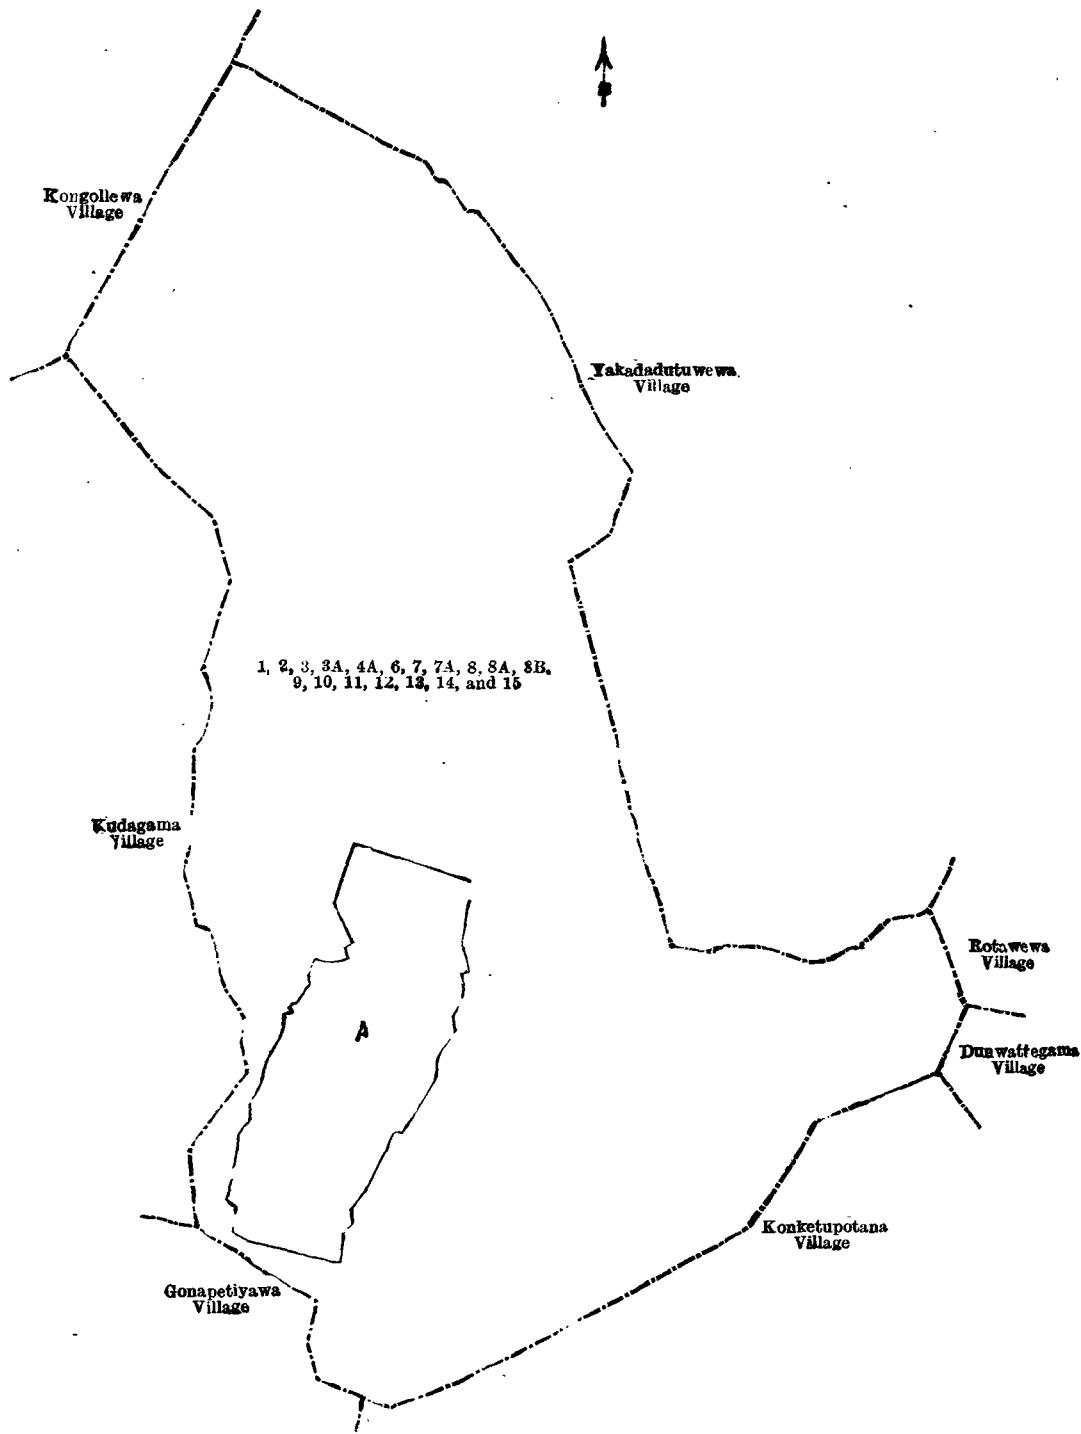 Kongollewa
Village
Yakadadutuwewa
Village
1, 2, 3, 3A, 4A, 6, 7, 7A, 8, 8A, 8B,
9, 10, 11, 12, 13, 14, and 15
Kudagama
Village
A
Rotawewa
Village
Dunwattegama
Village
Konketupotana
Village
Gonapetiyawa
Village